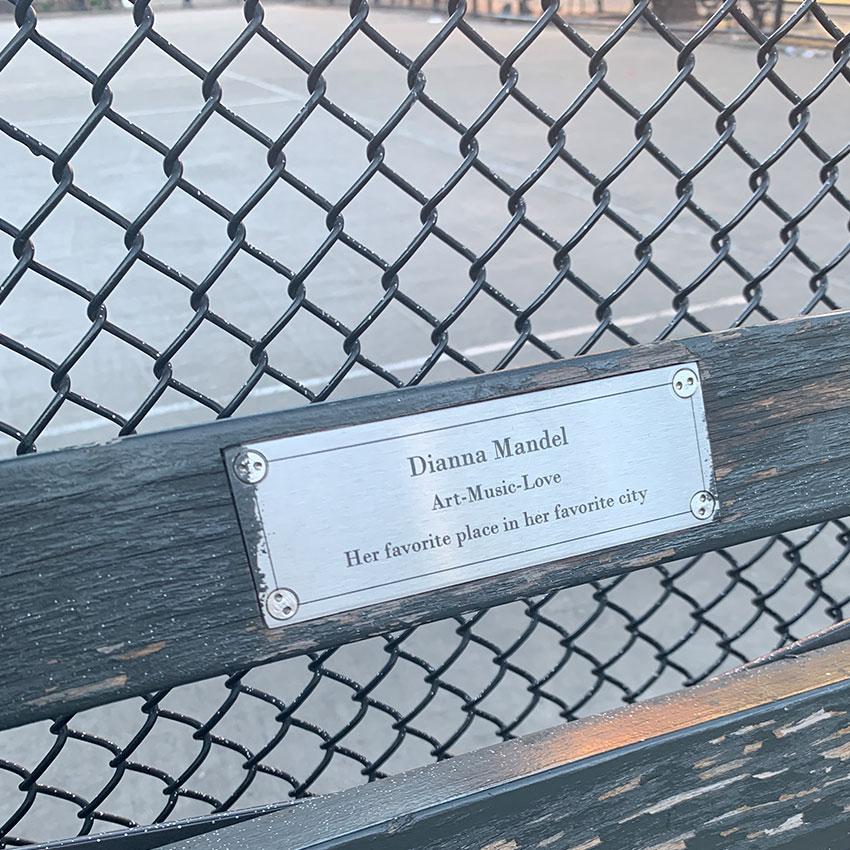 Dianna Mandel
Art-Music-Love
Her favorite place in her favorite city